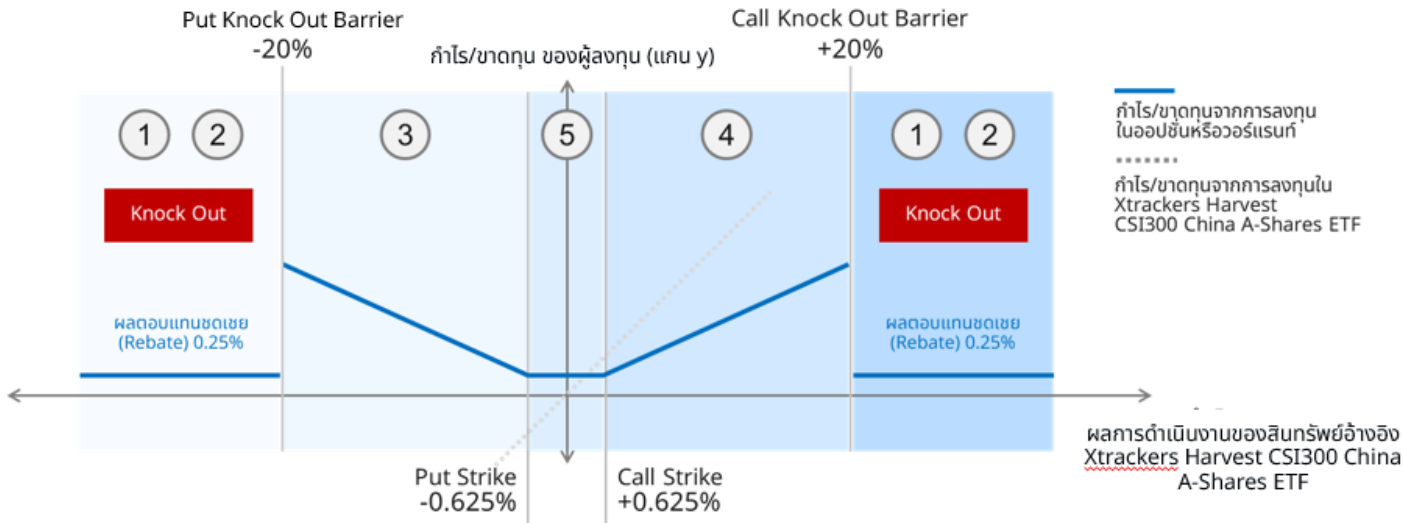 Put Knock Out Barrier
-20%
กำไร/ขาดทุน ของผู้ลงทุน (แกน y)
Call Knock Out Barrier
+20%
1
2
3
5
4
1
2
Knock Out
Knock Out
ผลตอบแทนชดเชย
(Rebate) 0.25%
ผลตอบแทนชดเชย
(Rebate) 0.25%
กำไร/ขาดทุนจากการลงทุน
ในออปชั่นหรือวอร์แรนท์
กำไร/ขาดทุนจากการลงทุนใน
Xtrackers Harvest
CSI300 China A-Shares ETF
Put Strike
-0.625%
Call Strike
+0.625%
ผลการดำเนินงานของสินทรัพย์อ้างอิง
Xtrackers Harvest CSI300 China
A-Shares ETF